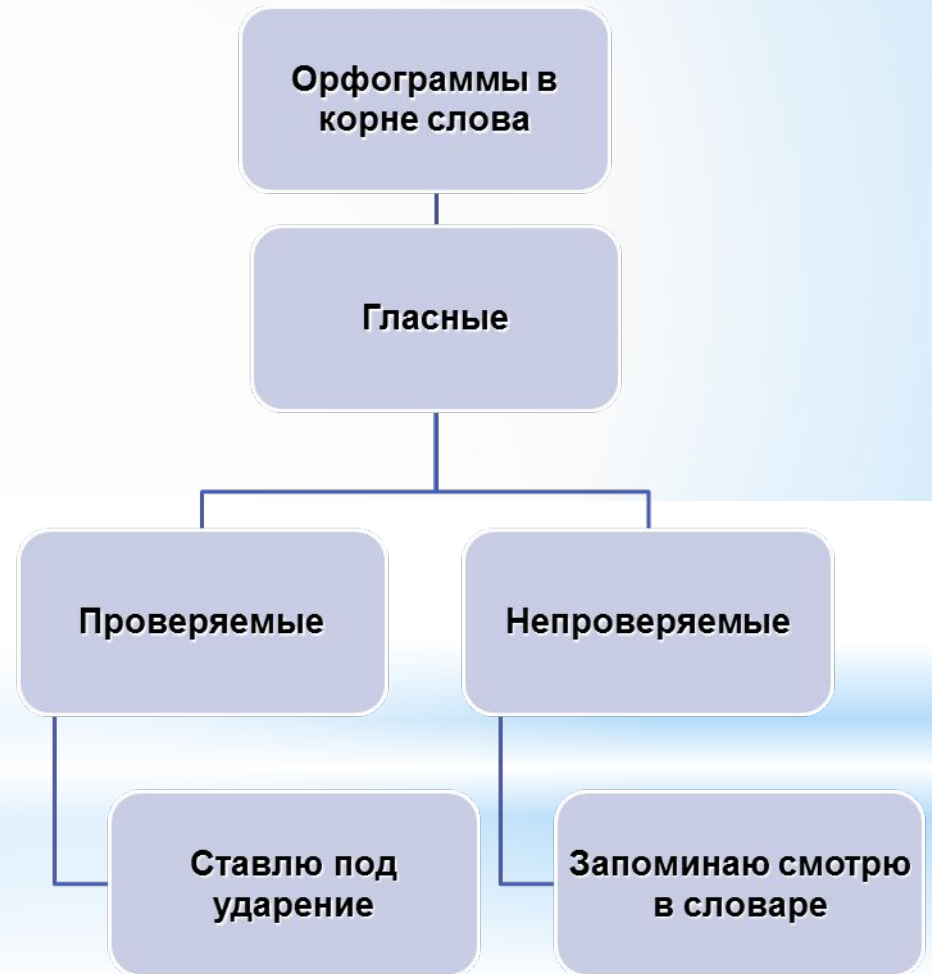 Орфограммы в
корне слова
Гласные
Проверяемые
Непроверяемые
Ставлю под
ударение
Запоминаю смотрю
в словаре